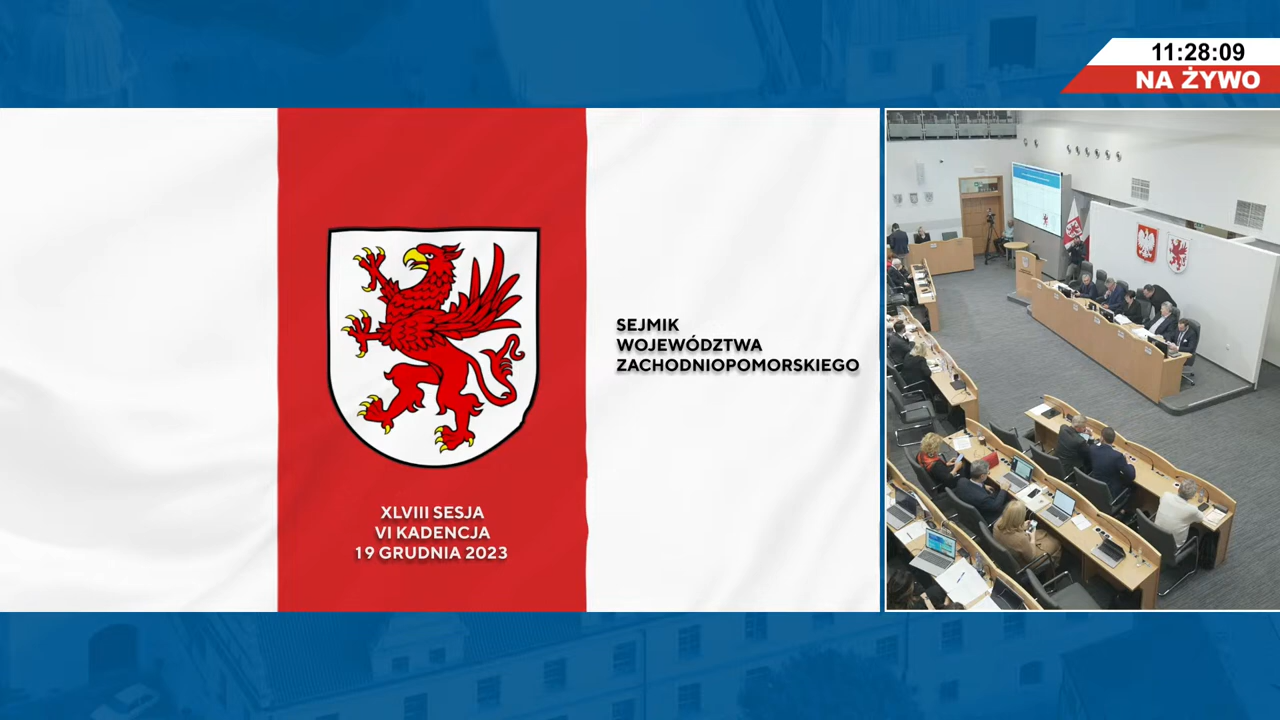 11:28:09
NA ŻYWO
SEJMIK
WOJEWÓDZTWA
ZACHODNIOPOMORSKIEGO
XLVIII SESJA
VI KADENCJA
19 GRUDNIA 2023